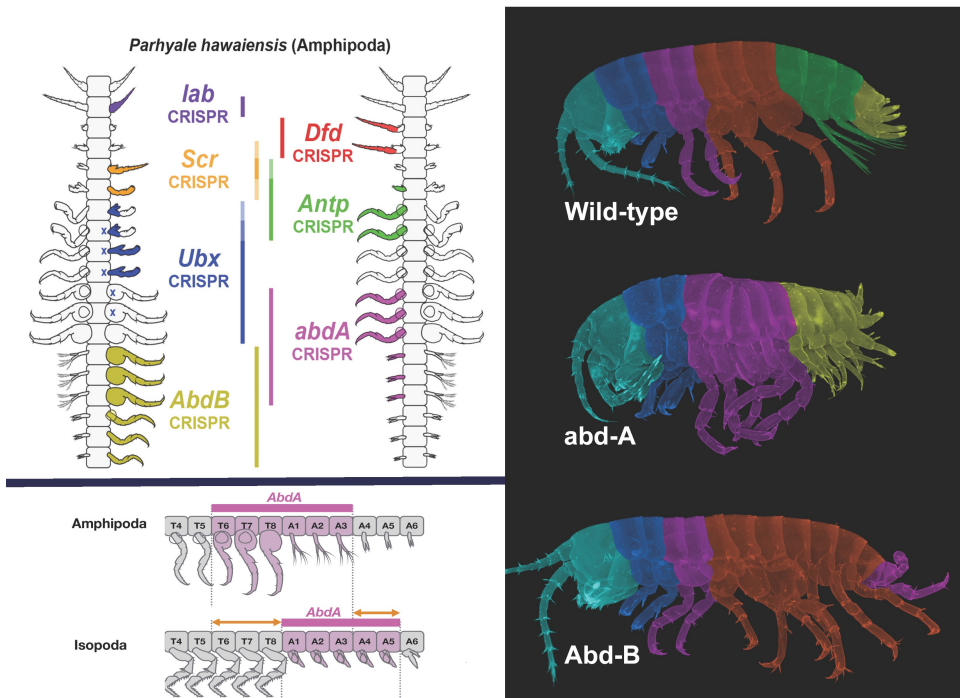 Parhyale hawaiensis (Amphipoda)
lab
CRISPR
Dfd
CRISPR
Scr
CRISPR
Antp
CRISPR
x
x
x
x
x
Ubx
CRISPR
abdA
CRISPR
AbdB
CRISPR
AbdA
Amphipoda
T4 T5 T6 T7 T8 A1 A2 A3 A4 A5 A6
AbdA
Isopoda
T4 T5 T6 T7 T8 A1 A2 A3 A4 A5 A6
Wild-type
abd-A
Abd-B